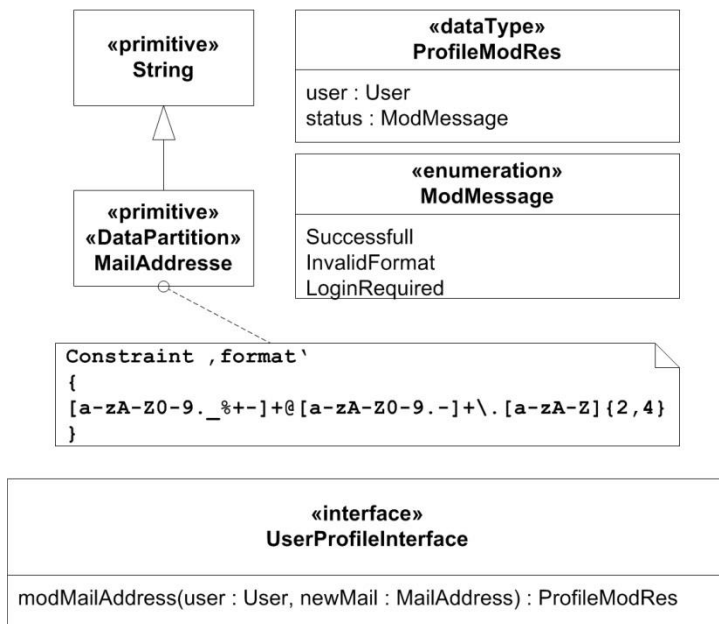 «primitive»
String
«dataType»
ProfileModRes
user : User
status : ModMessage
«primitive»
«DataPartition»
MailAddresse
«enumeration»
ModMessage
Successfull
InvalidFormat
LoginRequired
Constraint ‚format‘
{
[a-zA-Z0-9._%+-]+@[a-zA-Z0-9.-]+\.[a-zA-Z]{2,4}
}
«interface»
UserProfileInterface
modMailAddress(user : User, newMail : MailAddress) : ProfileModRes